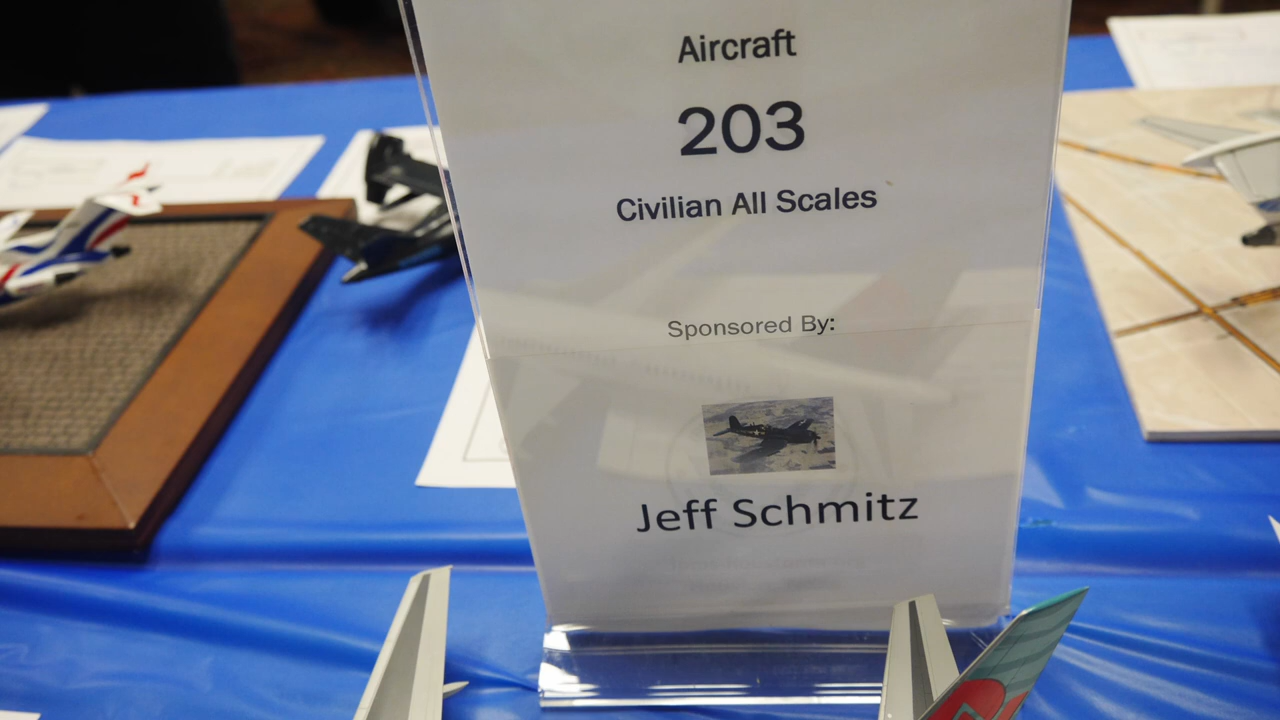 Aircraft
203
Civilian All Scales
Sponsored By:
Jeff Schmitz